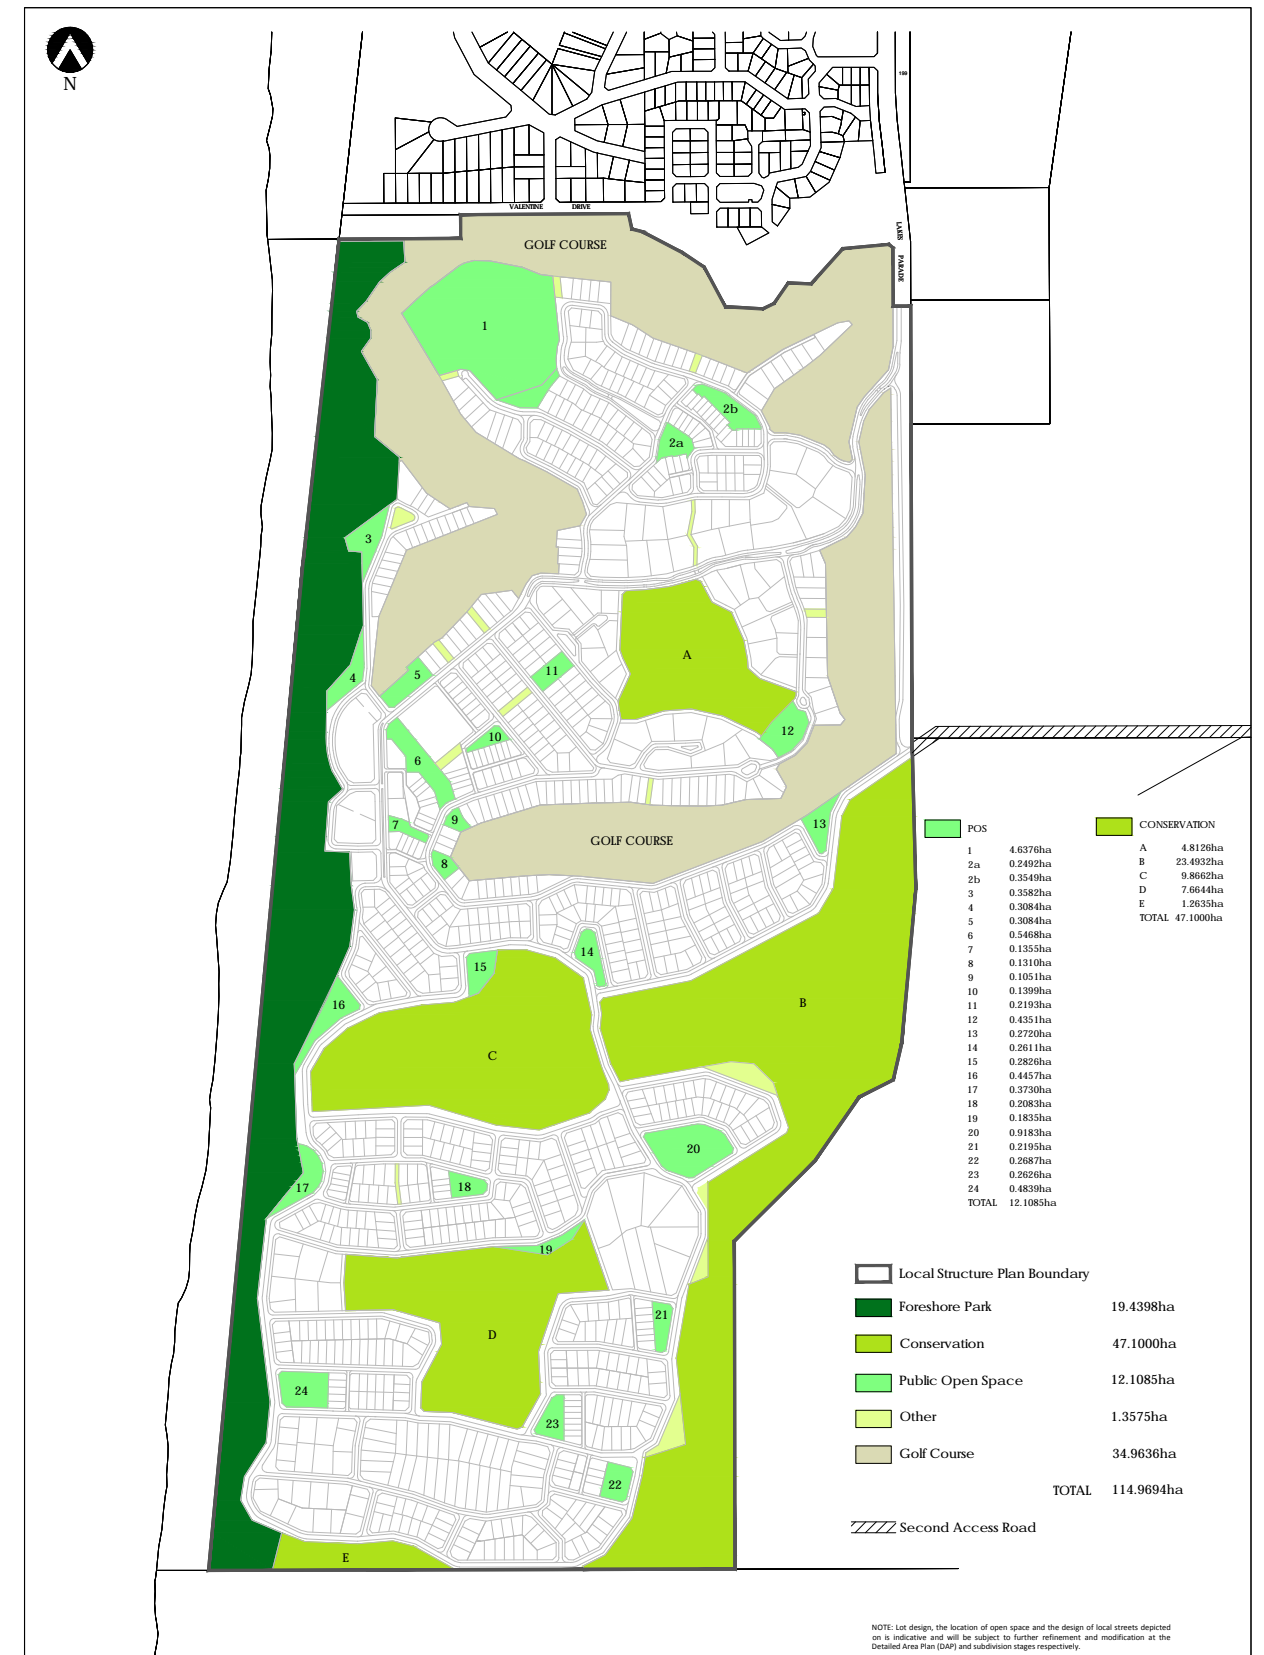 N
199
VALENTINE DRIVE
LAKES PARADE
GOLF COURSE
1
2b
2a
3
A
11
5
4
12
10
6
9
7
13
GOLF COURSE
8
14
15
B
16
C
20
18
17
19
21
D
24
23
22
E
POS
1 4.6376ha
2a 0.2492ha
2b 0.3549ha
3 0.3582ha
4 0.3084ha
5 0.3084ha
6 0.5468ha
7 0.1355ha
8 0.1310ha
9 0.1051ha
10 0.1399ha
11 0.2193ha
12 0.4351ha
13 0.2720ha
14 0.2611ha
15 0.2826ha
16 0.4457ha
17 0.3730ha
18 0.2083ha
19 0.1835ha
20 0.9183ha
21 0.2195ha
22 0.2687ha
23 0.2626ha
24 0.4839ha
TOTAL 12.1085ha
CONSERVATION
A 4.8126ha
B 23.4932ha
C 9.8662ha
D 7.6644ha
E 1.2635ha
TOTAL 47.1000ha
Local Structure Plan Boundary
Foreshore Park 19.4398ha
Conservation 47.1000ha
Public Open Space 12.1085ha
Other 1.3575ha
Golf Course 34.9636ha
TOTAL 114.9694ha
Second Access Road
NOTE: Lot design, the location of open space and the design of local streets depicted
on is indicative and will be subject to further refinement and modification at the
Detailed Area Plan (DAP) and subdivision stages respectively.